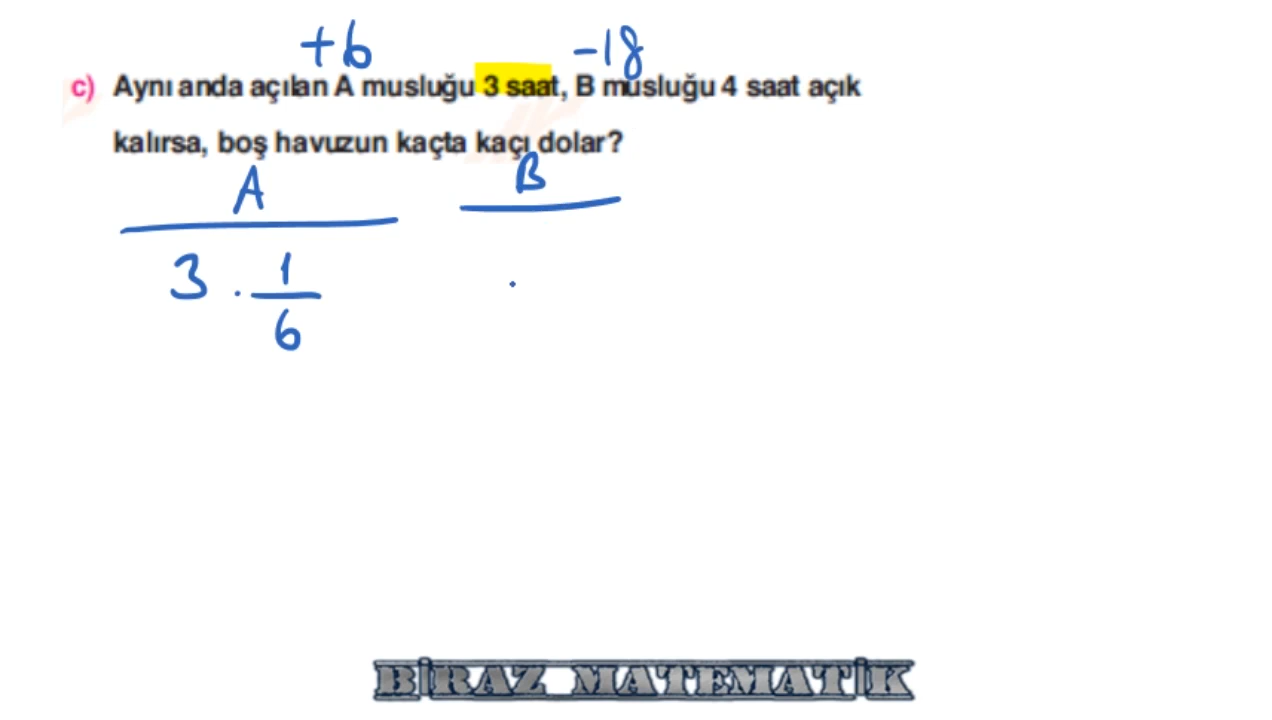 +6 -18
c) Aynı anda açılan A musluğu 3 saat, B musluğu 4 saat açık
kalırsa, boş havuzun kaçta kaçı dolar?
A B
3 . 1/6 .
BİRAZ MATEMATİK